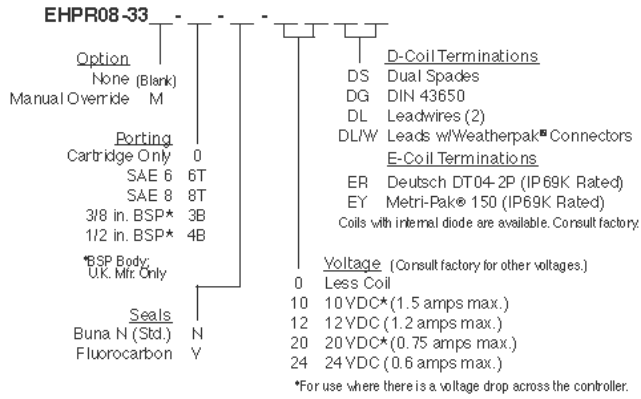 EHPR08-33__-__-__-____ ____
Option
None (Blank)
Manual Override M
Porting
Cartridge Only 0
SAE 6 6T
SAE 8 8T
3/8 in. BSP* 3B
1/2 in. BSP* 4B
*BSP Body;
U.K. Mfr. Only
Seals
Buna N (Std.) N
Fluorocarbon V
D-Coil Terminations
DS Dual Spades
DG DIN 43650
DL Leadwires (2)
DL/W Leads w/Weatherpak® Connectors
E-Coil Terminations
ER Deutsch DT04-2P (IP69K Rated)
EY Metri-Pak® 150 (IP69K Rated)
Coils with internal diode are available. Consult factory.
Voltage (Consult factory for other voltages.)
0 Less Coil
10 10 VDC* (1.5 amps max.)
12 12 VDC (1.2 amps max.)
20 20 VDC* (0.75 amps max.)
24 24 VDC (0.6 amps max.)
*For use where there is a voltage drop across the controller.